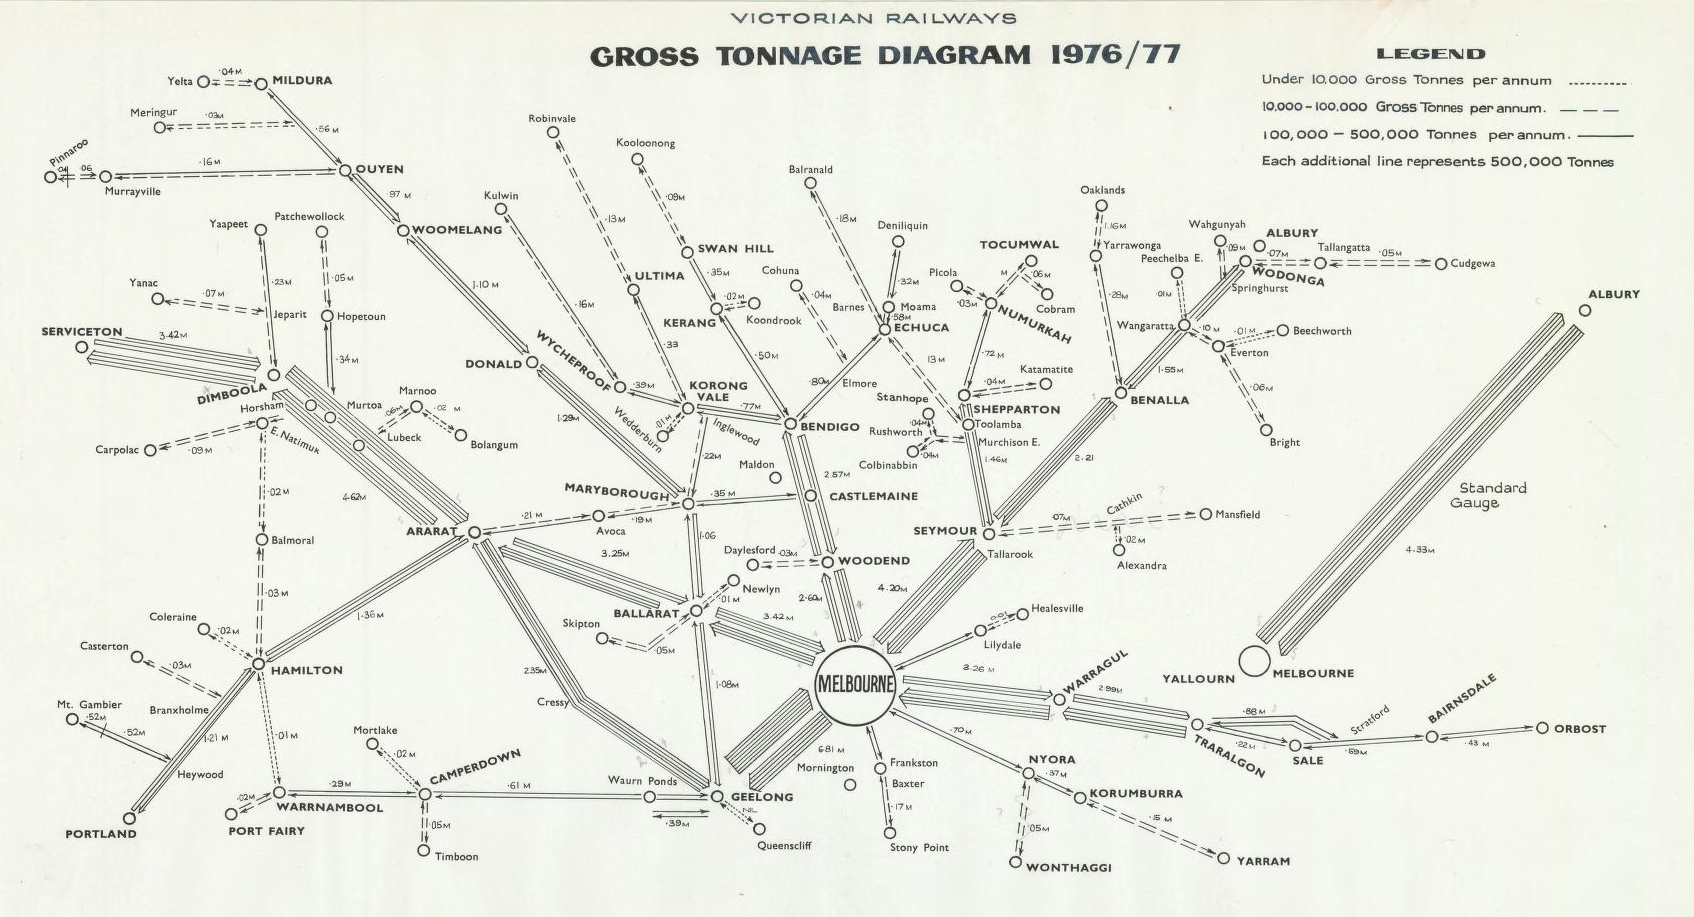 VICTORIAN RAILWAYS
GROSS TONNAGE DIAGRAM 1976/77
LEGEND
Under 10.000 Gross Tonnes per annum
10,000-100.000 Gross Tonnes per annum.
100,000 - 500,000 Tonnes per annum.
Each additional line represents 500,000 Tonnes
Yelta
·04M
MILDURA
Meringur
·03M
·56 M
Pinnaroo
·04
·06
·16M
OUYEN
Murrayville
·97 M
Robinvale
Kooloonong
Balranald
Oaklands
Kulwin
·13M
·09M
·18M
Yaapeet
Patchewollock
WOOMELANG
Deniliquin
TOCUMWAL
1.16M
Yarrawonga
Wahgunyah
ALBURY
·09M
·07M
Tallangatta
·05M
Cudgewa
WODONGA
Peechelba E.
Springhurst
SWAN HILL
·35M
ULTIMA
Cohuna
·04M
·32M
Picola
·03M
M
·06M
Cobram
NUMURKAH
·28M
·01M
Yanac
·07M
·23M
·05M
Jeparit
Hopetoun
1.10 M
·16M
·02M
Koondrook
KERANG
Barnes
Moama
·58M
ECHUCA
Wangaratta
·10M
·01M
Beechworth
Everton
ALBURY
SERVICETON
3.42M
·34M
DONALD
WYCHEPROOF
·33
·50M
·13M
·72M
1.55M
·06M
DIMBOOLA
Marnoo
·39M
KORONG
VALE
·77M
·80M
Elmore
Katamatite
·04M
Stanhope
SHEPPARTON
BENALLA
Horsham
Murtoa
·06M
·02 M
Lubeck
Bolangum
1.29M
Wedderburn
·01M
Inglewood
BENDIGO
·04M
Rushworth
Toolamba
Murchison E.
Bright
Carpolac
·09M
E. Natimuk
Colbinabbin
·04M
1.46M
2.21
·22M
Maldon
2.57M
·02M
4.62M
MARYBOROUGH
·35M
CASTLEMAINE
Standard
Gauge
ARARAT
·21 M
Avoca
·19M
SEYMOUR
·07M
Cathkin
Mansfield
·02M
Alexandra
Balmoral
3.25M
1.06
Daylesford
·03M
WOODEND
Tallarook
4.33M
·03M
·01M
Newlyn
2.60M
4.20M
Coleraine
·02M
1.36M
BALLARAT
3.42M
Healesville
Skipton
·05M
Lilydale
Casterton
·03M
HAMILTON
2.35M
1.08M
MELBOURNE
3.26 M
WARRAGUL
2.99M
YALLOURN
MELBOURNE
Mt. Gambier
·52M
·52M
Branxholme
1.21 M
Cressy
·01M
Mortlake
·02M
·70M
·88M
Stratford
BAIRNSDALE
·22M
·59M
·43 M
ORBOST
TRARALGON
SALE
6.81 M
Heywood
CAMPERDOWN
Waurn Ponds
Mornington
Frankston
Baxter
NYORA
·37M
KORUMBURRA
·02M
·29M
·61 M
GEELONG
·17M
·15 M
WARRNAMBOOL
PORTLAND
PORT FAIRY
·05M
Timboon
·39M
NIL
Queenscliff
Stony Point
·05M
WONTHAGGI
YARRAM